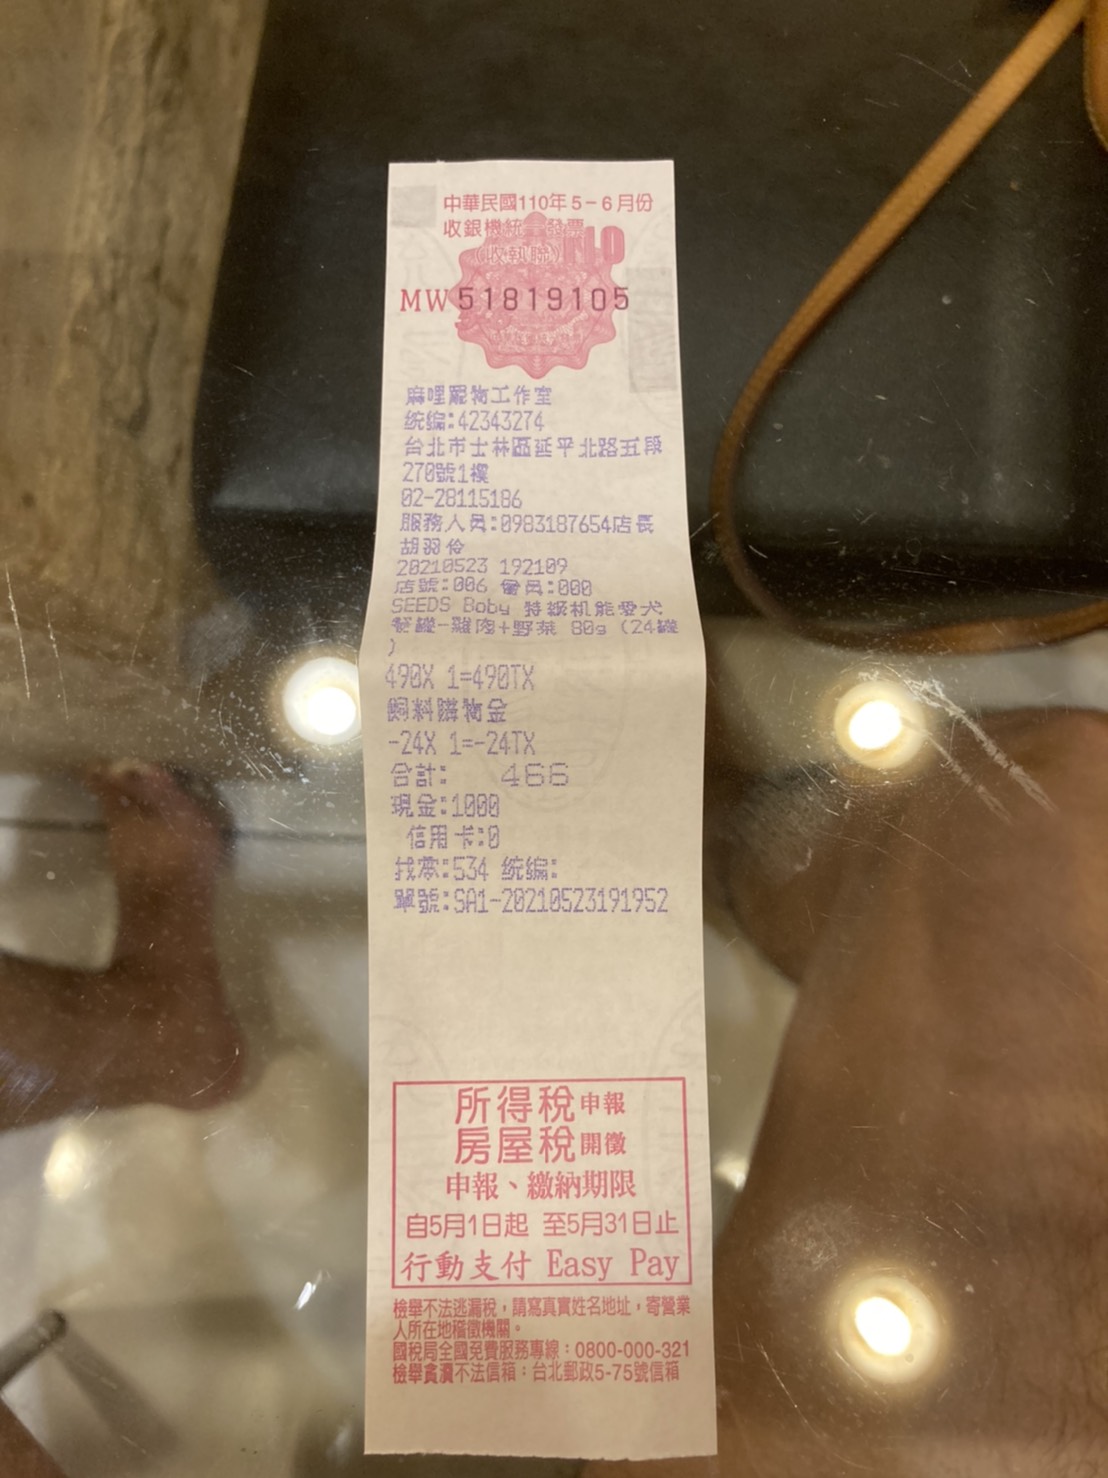 中華民國110年5-6月份
收銀機統一發票
(收執聯)
110
MW51819105
麻哩寵物工作室
統編:42343274
台北市士林區延平北路五段
270號1樓
02-28115186
服務人員:0983187654店長
胡羽伶
20210523 192109
店號:006 會員:000
SEEDS Boby 特級机能愛犬
餐罐-雞肉+野菜 80g (24罐
)
490X 1=490TX
飼料購物金
-24X 1=-24TX
合計: 466
現金:1000
信用卡:0
找零:534 統編:
單號:SA1-20210523191952
所得稅申報
房屋稅開徵
申報、繳納期限
自5月1日起 至5月31日止
行動支付 Easy Pay
檢舉不法逃漏稅，請寫真實姓名地址，寄營業
人所在地稽徵機關。
國稅局全國免費服務專線：0800-000-321
檢舉貪瀆不法信箱：台北郵政5-75號信箱